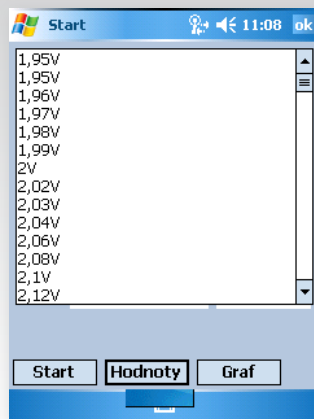 Start 11:08 ok
1,95V
1,95V
1,96V
1,97V
1,98V
1,99V
2V
2,02V
2,03V
2,04V
2,06V
2,08V
2,1V
2,12V
Start Hodnoty Graf